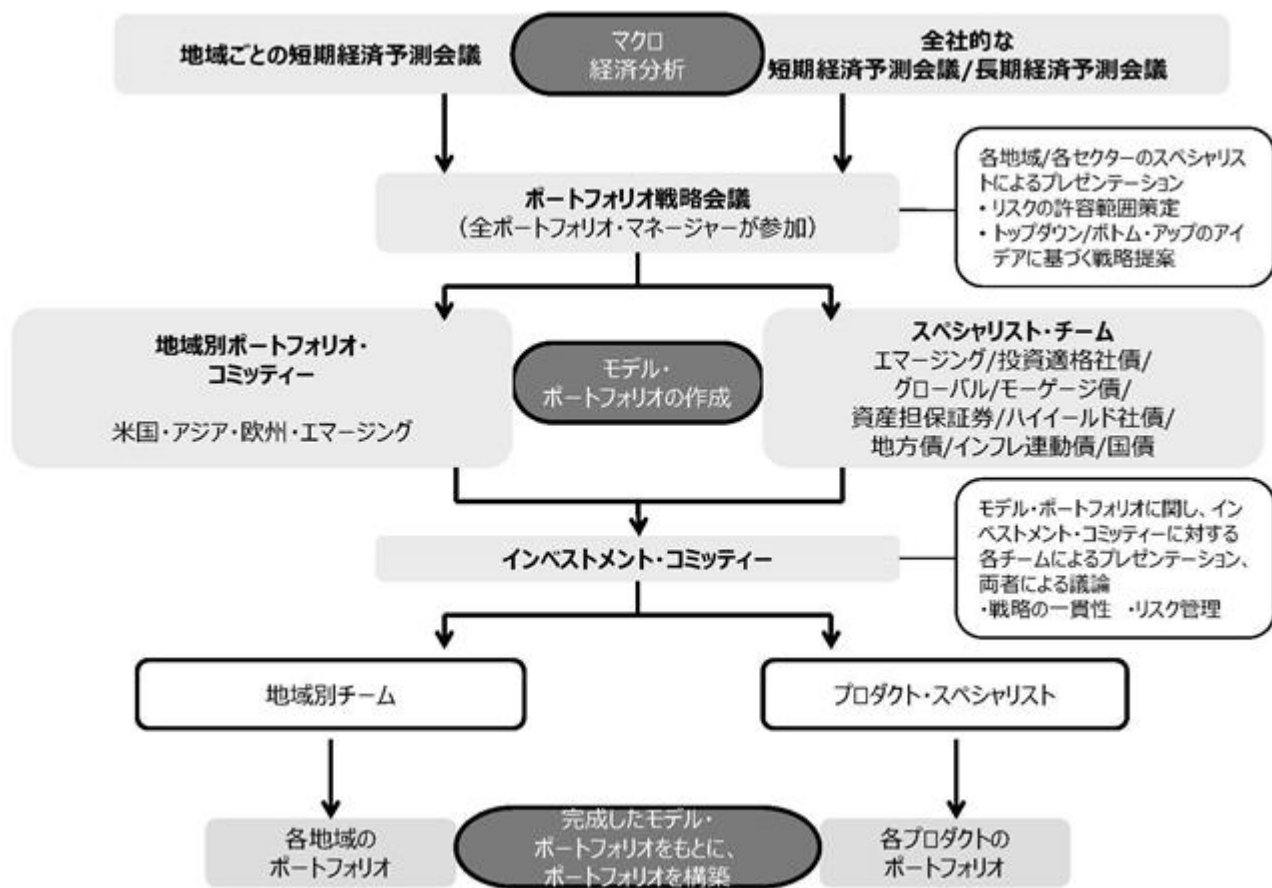 地域ごとの短期経済予測会議
マクロ
経済分析
全社的な
短期経済予測会議/長期経済予測会議
ポートフォリオ戦略会議
(全ポートフォリオ・マネージャーが参加)
各地域/各セクターのスペシャリス
トによるプレゼンテーション
• リスクの許容範囲策定
• トップダウン/ボトム・アップのアイ
デアに基づく戦略提案
地域別ポートフォリオ・
コミッティー
米国・アジア・欧州・エマージング
モデル・
ポートフォリオの作成
スペシャリスト・チーム
エマージング/投資適格社債/
グローバル/モーゲージ債/
資産担保証券/ハイイールド社債/
地方債/インフレ連動債/国債
インベストメント・コミッティー
モデル・ポートフォリオに関し、イン
ベストメント・コミッティーに対する
各チームによるプレゼンテーション、
両者による議論
・戦略の一貫性 ・リスク管理
地域別チーム
プロダクト・スペシャリスト
各地域の
ポートフォリオ
完成したモデル・
ポートフォリオをもとに、
ポートフォリオを構築
各プロダクトの
ポートフォリオ